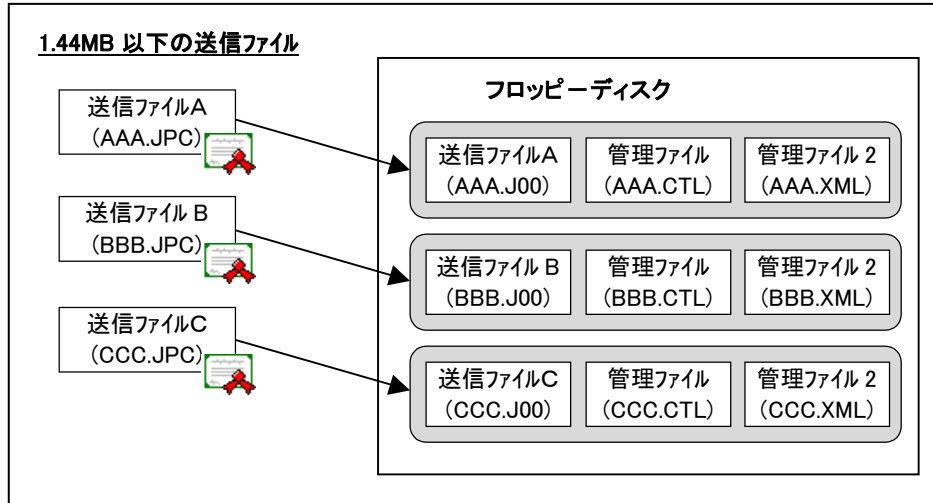 1.44MB 以下の送信ファイル
送信ファイルA
(AAA.JPC)
送信ファイル B
(BBB.JPC)
送信ファイルC
(CCC.JPC)
フロッピーディスク
送信ファイルA
(AAA.J00)
管理ファイル
(AAA.CTL)
管理ファイル 2
(AAA.XML)
送信ファイル B
(BBB.J00)
管理ファイル
(BBB.CTL)
管理ファイル 2
(BBB.XML)
送信ファイルC
(CCC.J00)
管理ファイル
(CCC.CTL)
管理ファイル 2
(CCC.XML)